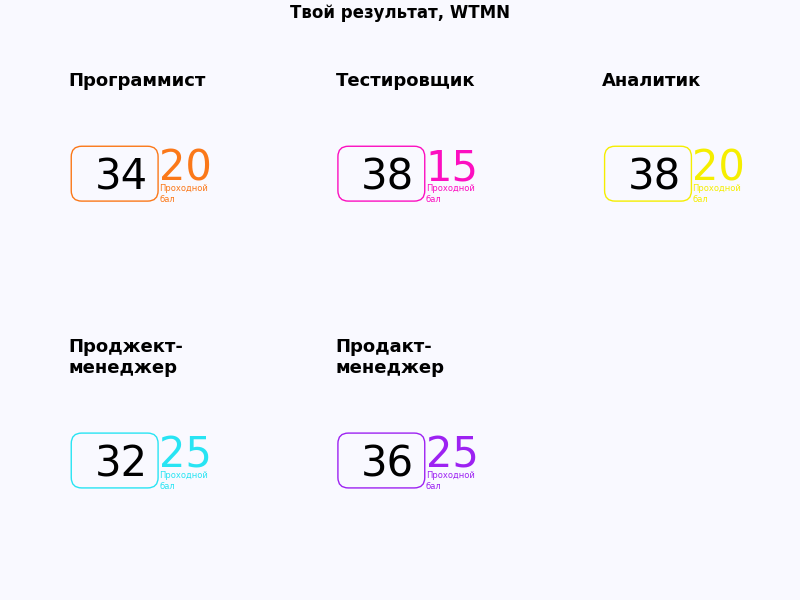 Твой результат, WTMN
Программист
Тестировщик
Аналитик
34
20
Проходной
бал
38
15
Проходной
бал
38
20
Проходной
бал
Проджект-
менеджер
Продакт-
менеджер
32
25
Проходной
бал
36
25
Проходной
бал